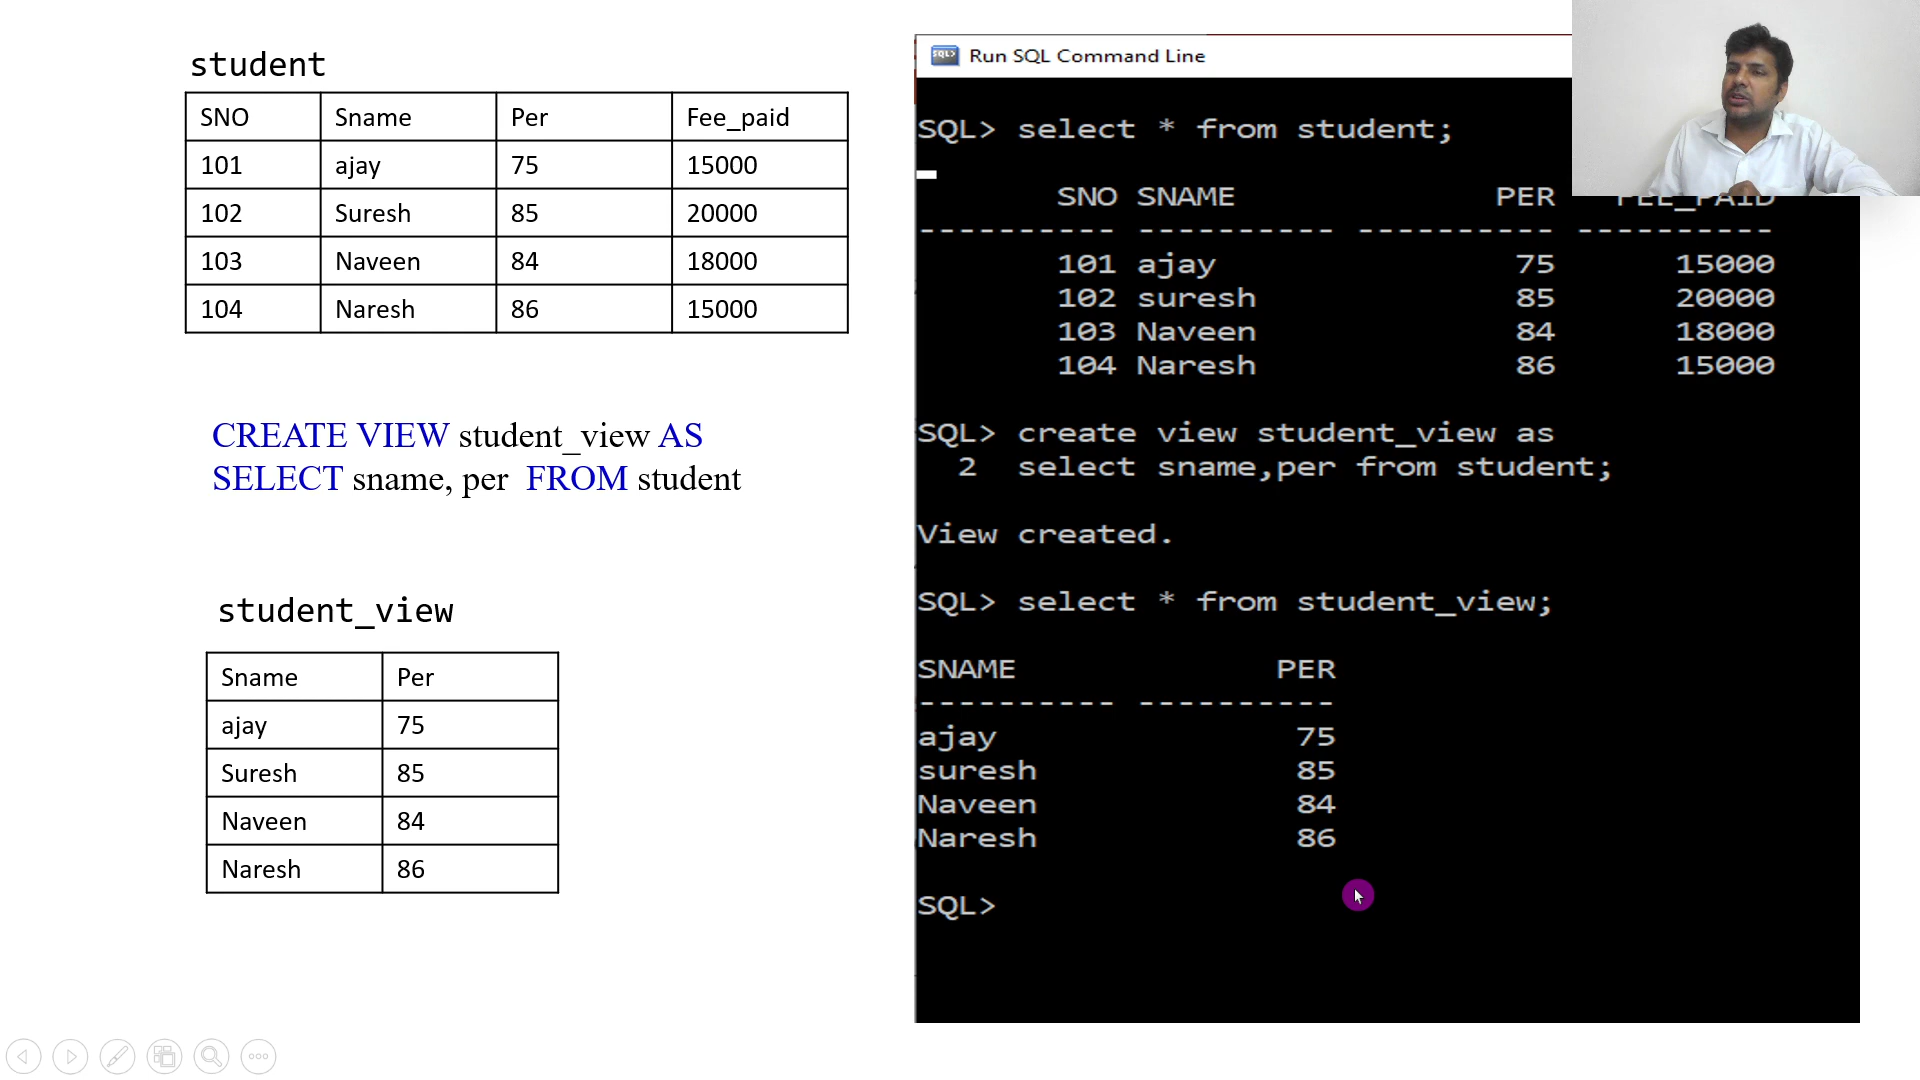 student
SNO Sname Per Fee_paid
101 ajay 75 15000
102 Suresh 85 20000
103 Naveen 84 18000
104 Naresh 86 15000
CREATE VIEW student_view AS
SELECT sname, per FROM student
student_view
Sname Per
ajay 75
Suresh 85
Naveen 84
Naresh 86
SQL> Run SQL Command Line
SQL> select * from student;
SNO SNAME PER FEE_PAID
---------- ---------- ---------- ----------
101 ajay 75 15000
102 suresh 85 20000
103 Naveen 84 18000
104 Naresh 86 15000
SQL> create view student_view as
2 select sname,per from student;
View created.
SQL> select * from student_view;
SNAME PER
---------- ----------
ajay 75
suresh 85
Naveen 84
Naresh 86
SQL>